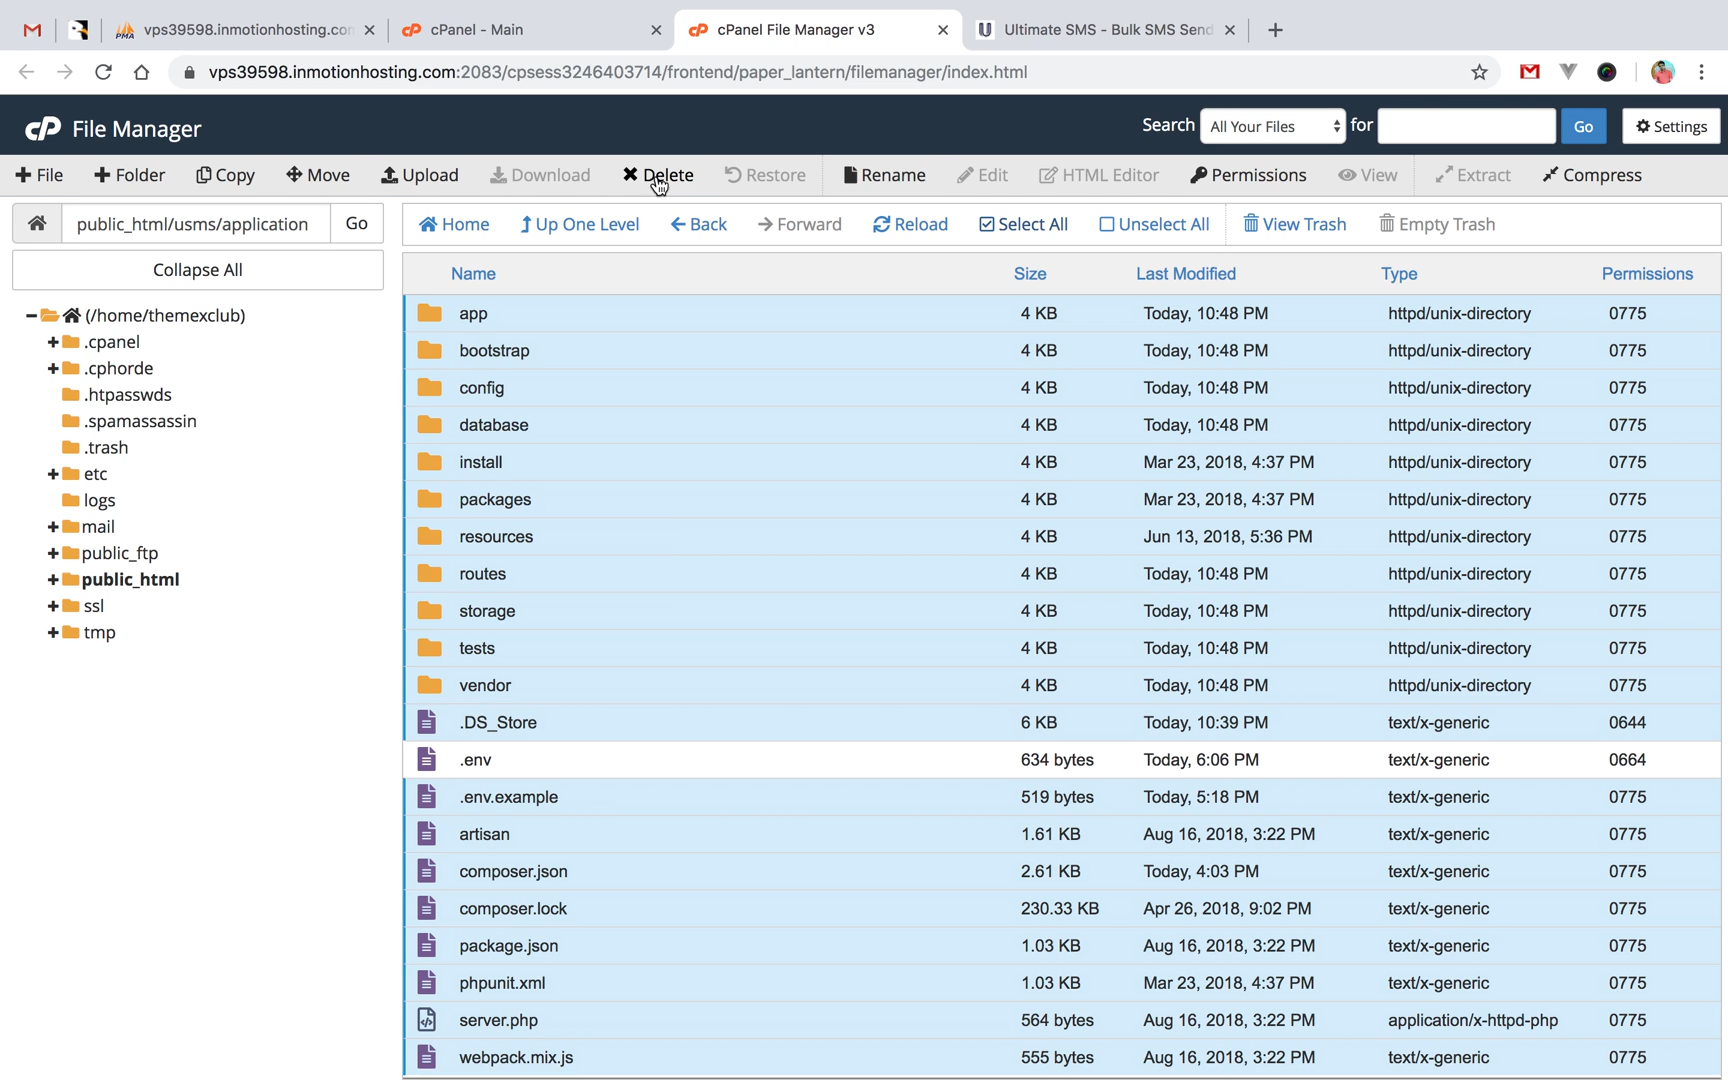 vps39598.inmotionhosting.co
cPanel - Main
cPanel File Manager v3
Ultimate SMS - Bulk SMS Send
vps39598.inmotionhosting.com:2083/cpsess3246403714/frontend/paper_lantern/filemanager/index.html
cP File Manager
Search All Your Files for Go Settings
File Folder Copy Move Upload Download Delete Restore Rename Edit HTML Editor Permissions View Extract Compress
public_html/usms/application Go
Home Up One Level Back Forward Reload Select All Unselect All View Trash Empty Trash
Collapse All
(/home/themexclub)
.cpanel
.cphorde
.htpasswds
.spamassassin
.trash
etc
logs
mail
public_ftp
public_html
ssl
tmp
Name Size Last Modified Type Permissions
app 4 KB Today, 10:48 PM httpd/unix-directory 0775
bootstrap 4 KB Today, 10:48 PM httpd/unix-directory 0775
config 4 KB Today, 10:48 PM httpd/unix-directory 0775
database 4 KB Today, 10:48 PM httpd/unix-directory 0775
install 4 KB Mar 23, 2018, 4:37 PM httpd/unix-directory 0775
packages 4 KB Mar 23, 2018, 4:37 PM httpd/unix-directory 0775
resources 4 KB Jun 13, 2018, 5:36 PM httpd/unix-directory 0775
routes 4 KB Today, 10:48 PM httpd/unix-directory 0775
storage 4 KB Today, 10:48 PM httpd/unix-directory 0775
tests 4 KB Today, 10:48 PM httpd/unix-directory 0775
vendor 4 KB Today, 10:48 PM httpd/unix-directory 0775
.DS_Store 6 KB Today, 10:39 PM text/x-generic 0644
.env 634 bytes Today, 6:06 PM text/x-generic 0664
.env.example 519 bytes Today, 5:18 PM text/x-generic 0775
artisan 1.61 KB Aug 16, 2018, 3:22 PM text/x-generic 0775
composer.json 2.61 KB Today, 4:03 PM text/x-generic 0775
composer.lock 230.33 KB Apr 26, 2018, 9:02 PM text/x-generic 0775
package.json 1.03 KB Aug 16, 2018, 3:22 PM text/x-generic 0775
phpunit.xml 1.03 KB Mar 23, 2018, 4:37 PM text/x-generic 0775
server.php 564 bytes Aug 16, 2018, 3:22 PM application/x-httpd-php 0775
webpack.mix.js 555 bytes Aug 16, 2018, 3:22 PM text/x-generic 0775